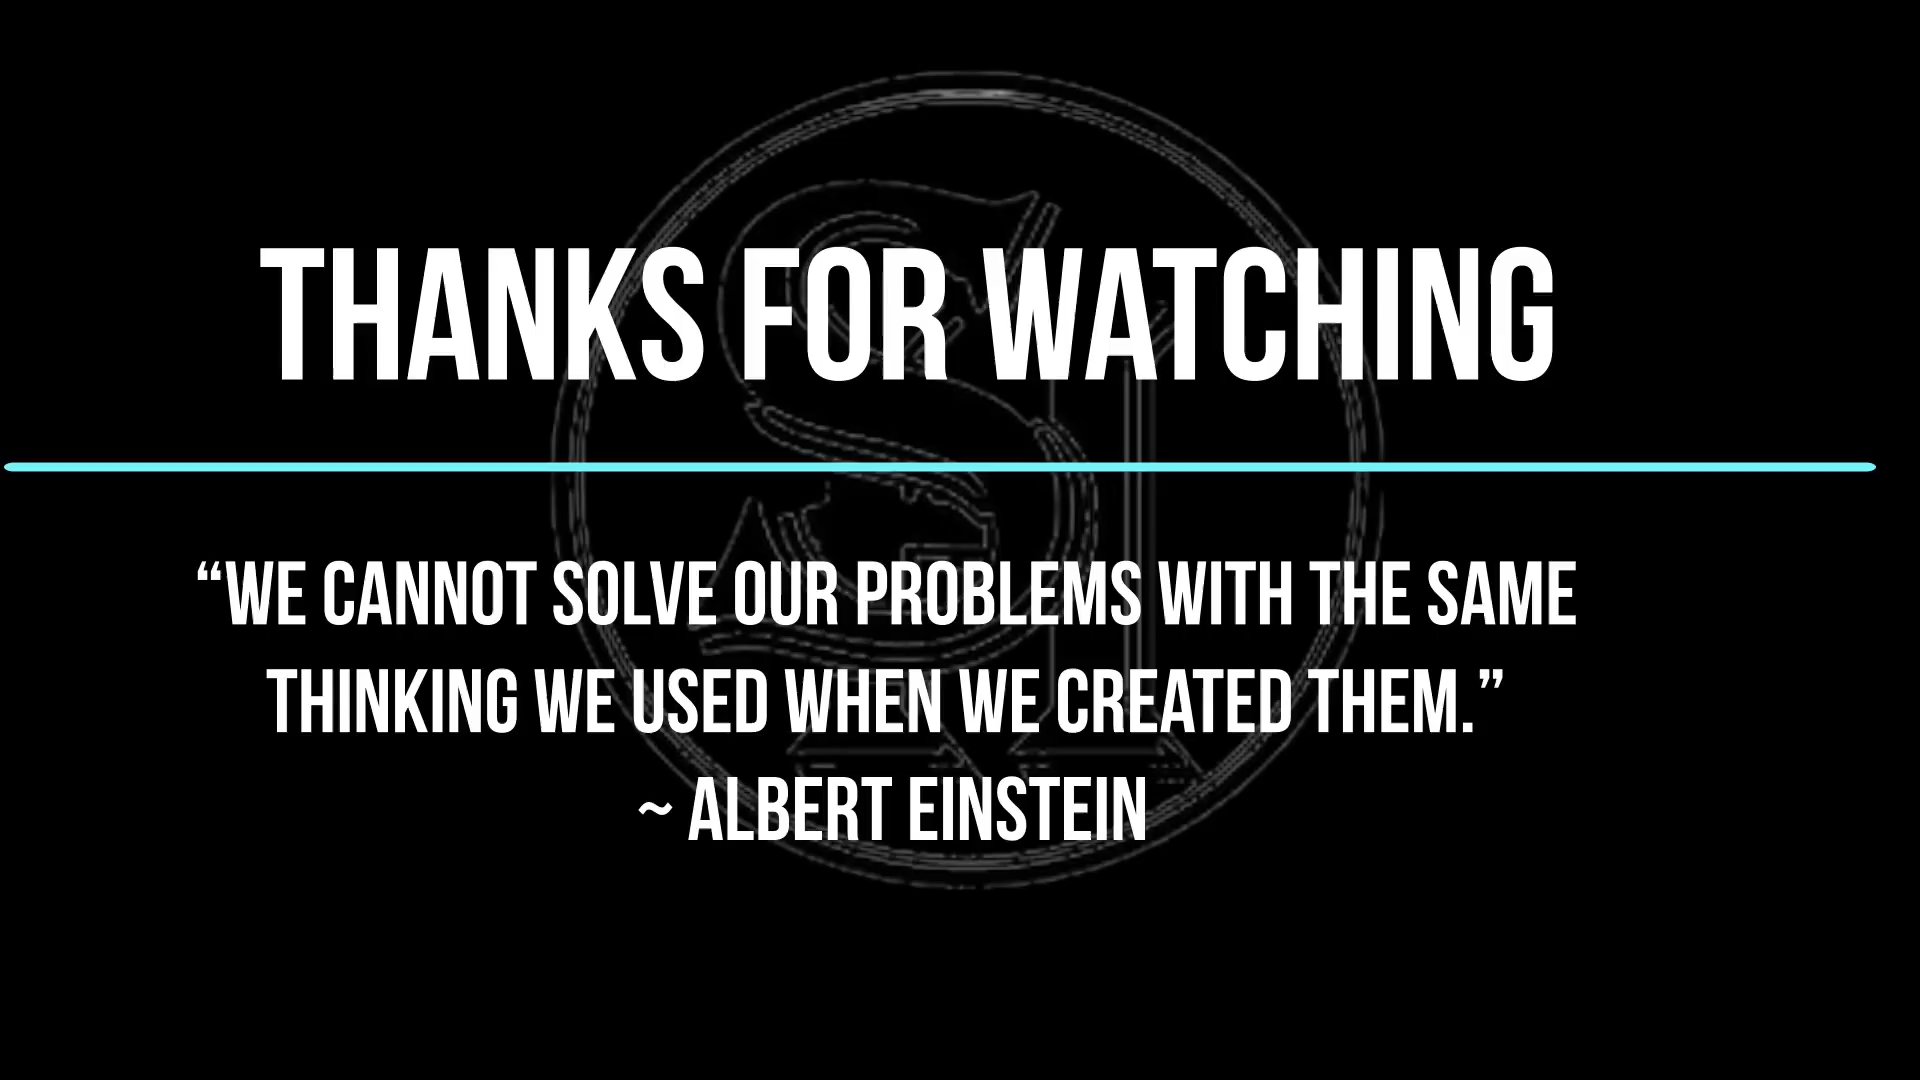 THANKS FOR WATCHING
“WE CANNOT SOLVE OUR PROBLEMS WITH THE SAME
THINKING WE USED WHEN WE CREATED THEM.”
~ ALBERT EINSTEIN